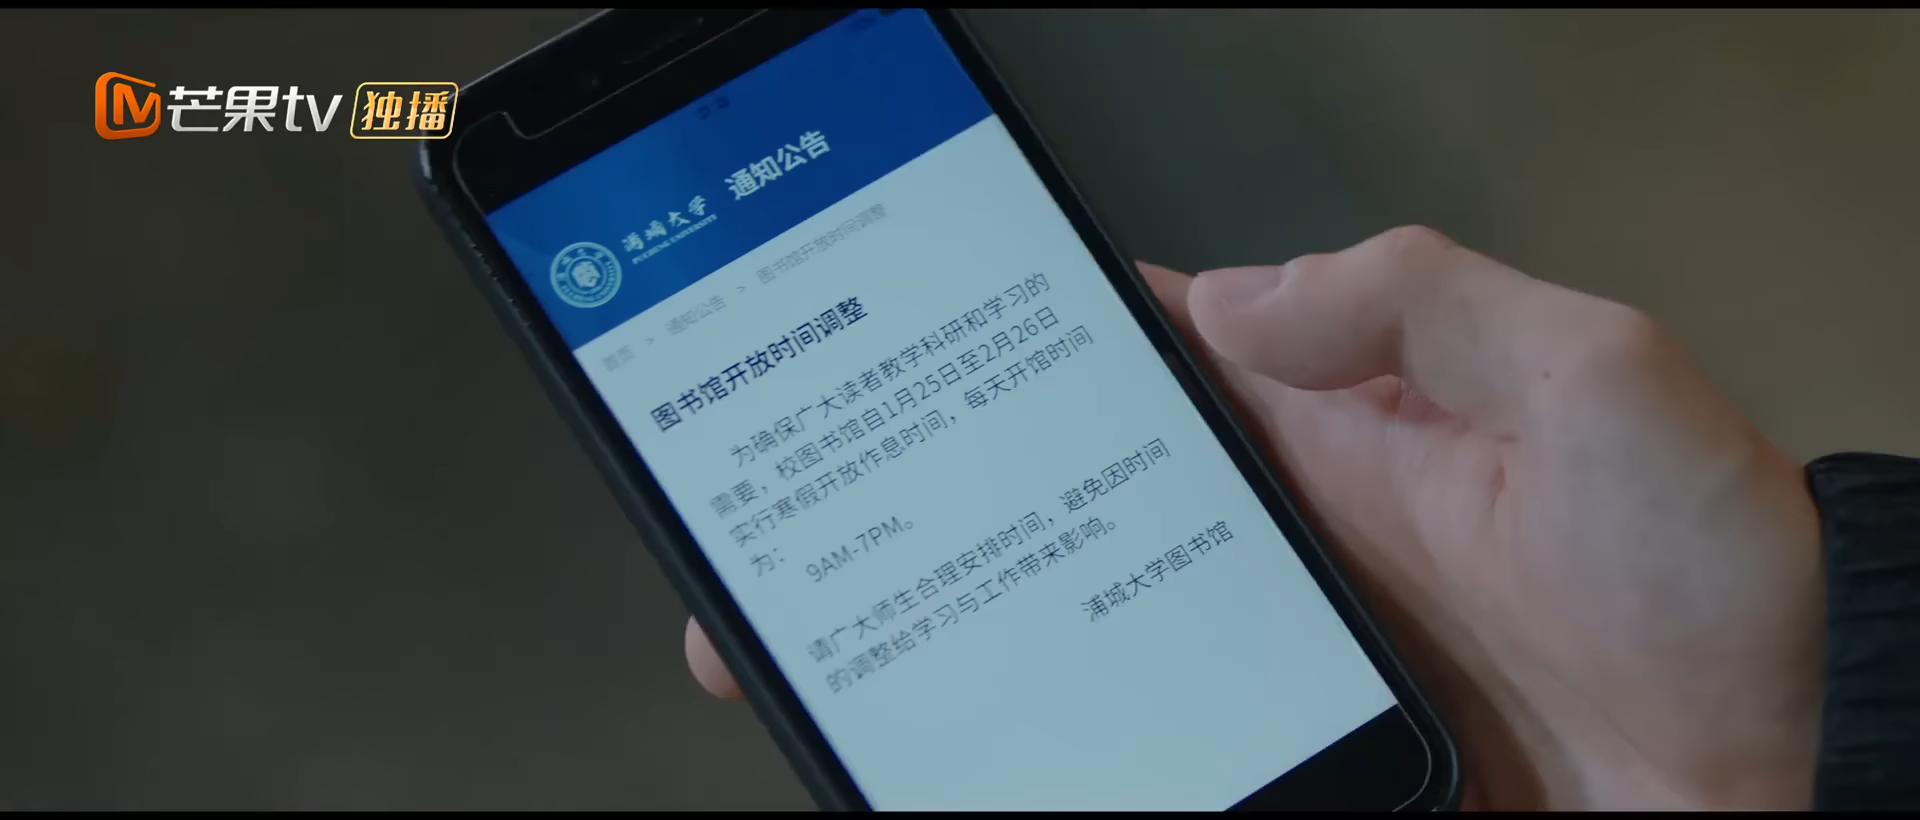 芒果tv 独播
浦城大学 通知公告
PUCHENG UNIVERSITY
首页 > 通知公告 > 图书馆开放时间调整
图书馆开放时间调整
为确保广大读者教学科研和学习的
需要，校图书馆自1月25日至2月26日
实行寒假开放作息时间，每天开馆时间
为：
9AM-7PM。
请广大师生合理安排时间，避免因时间
的调整给学习与工作带来影响。
浦城大学图书馆